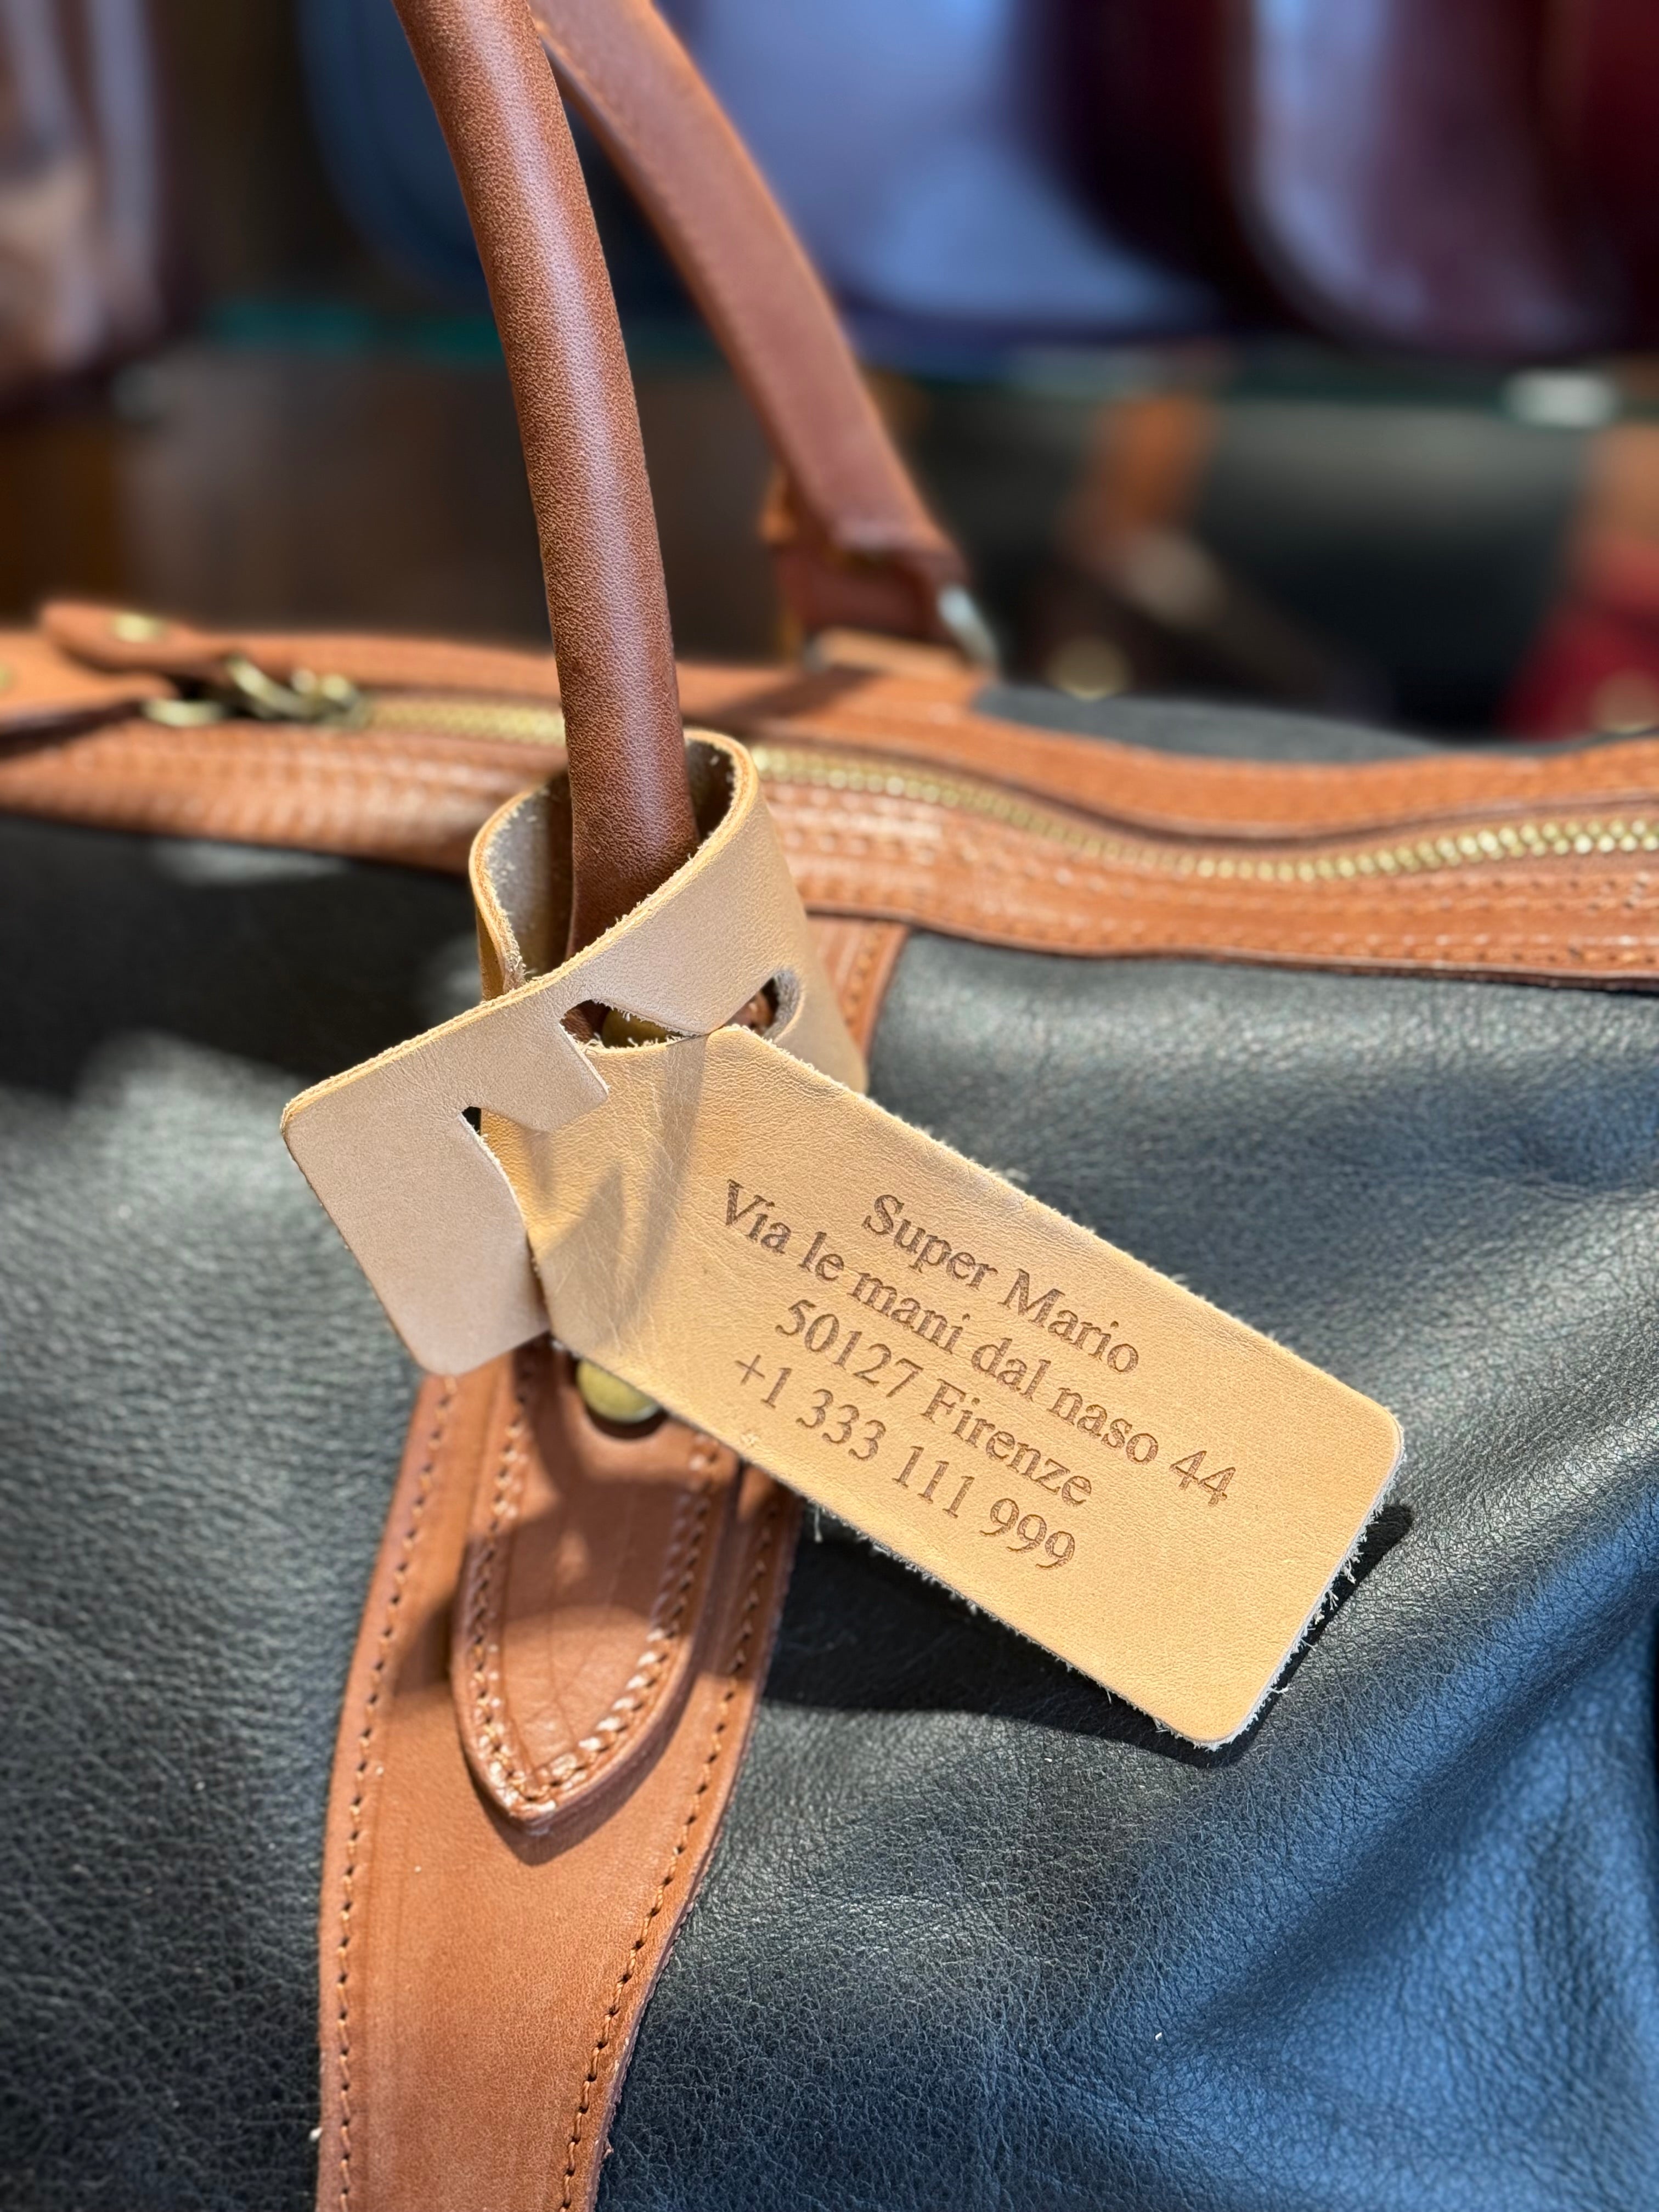 Super Mario
Via le mani dal naso 44
50127 Firenze
+1 333 111 999